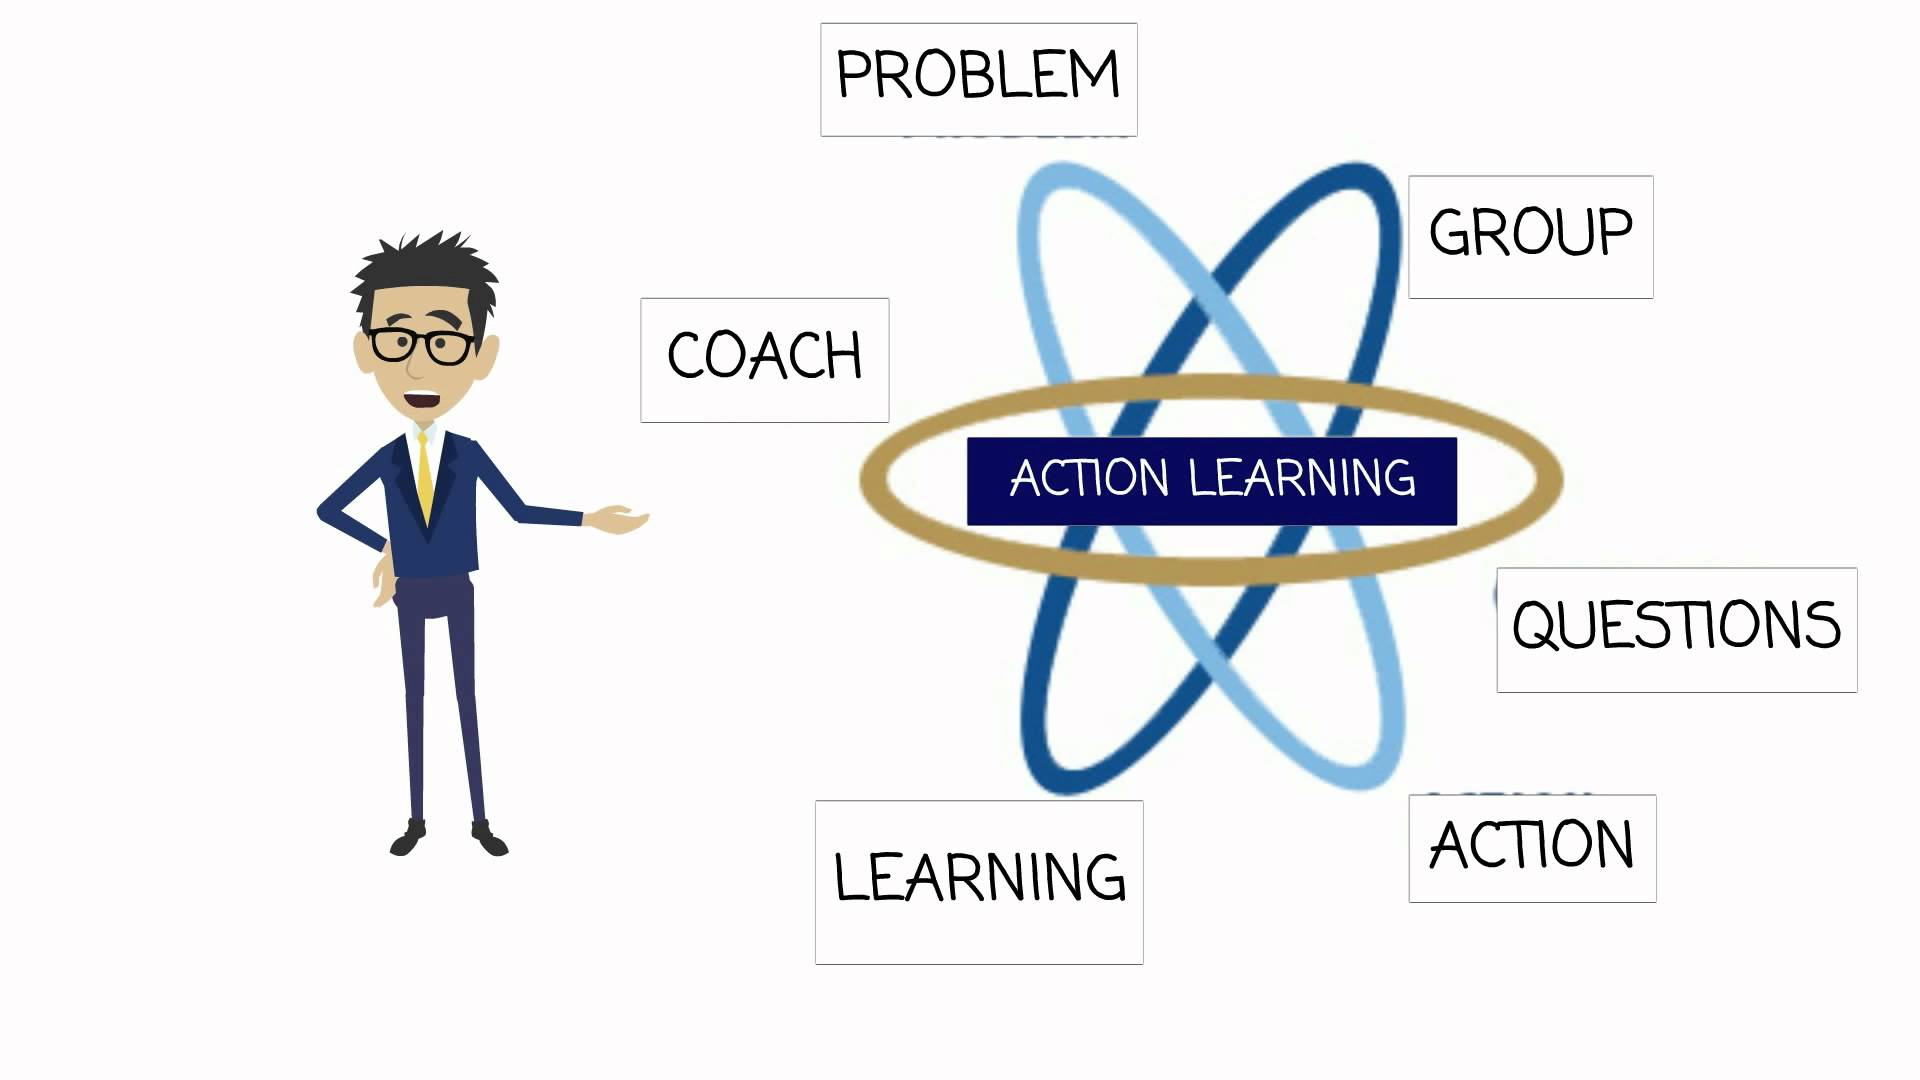 PROBLEM
GROUP
COACH
ACTION LEARNING
QUESTIONS
ACTION
LEARNING